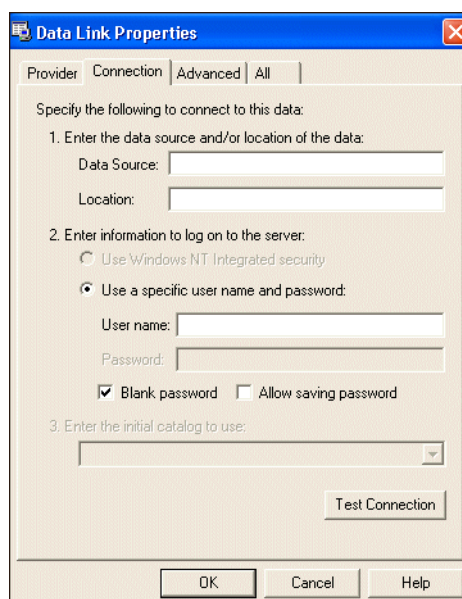 Data Link Properties
Provider Connection Advanced All
Specify the following to connect to this data:
1. Enter the data source and/or location of the data:
Data Source:
Location:
2. Enter information to log on to the server:
Use Windows NT Integrated security
Use a specific user name and password:
User name:
Password:
Blank password Allow saving password
3. Enter the initial catalog to use:
Test Connection
OK Cancel Help